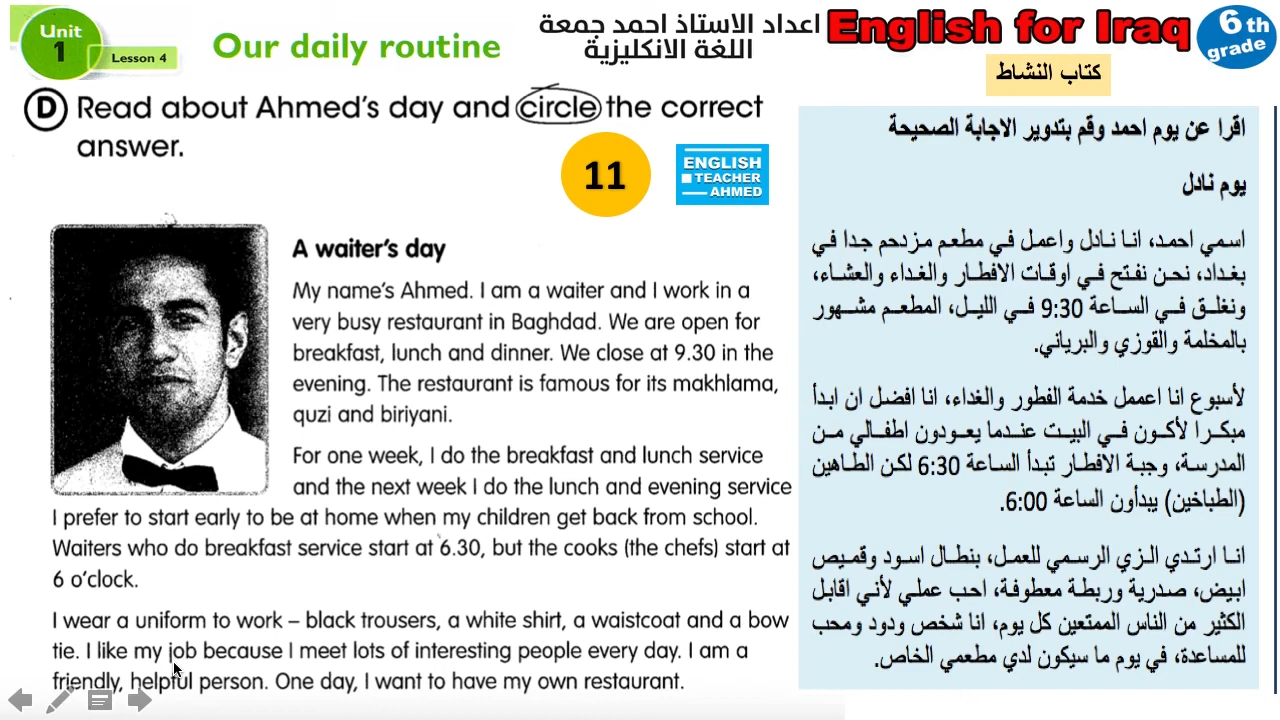 Unit
1
Lesson 4
Our daily routine
اعداد الاستاذ احمد جمعة
اللغة الانكليزية
English for Iraq
6 th
grade
كتاب النشاط
D Read about Ahmed's day and circle the correct
answer.
11
ENGLISH
TEACHER
AHMED
A waiter's day
My name's Ahmed. I am a waiter and I work in a
very busy restaurant in Baghdad. We are open for
breakfast, lunch and dinner. We close at 9.30 in the
evening. The restaurant is famous for its makhlama,
quzi and biriyani.
For one week, I do the breakfast and lunch service
and the next week I do the lunch and evening service
I prefer to start early to be at home when my children get back from school.
Waiters who do breakfast service start at 6.30, but the cooks (the chefs) start at
6 o'clock.
I wear a uniform to work – black trousers, a white shirt, a waistcoat and a bow
tie. I like my job because I meet lots of interesting people every day. I am a
friendly, helpful person. One day, I want to have my own restaurant.
اقرا عن يوم احمد وقم بتدوير الاجابة الصحيحة
يوم نادل
اسمي احمد، انا نادل واعمل في مطعم مزدحم جدا في
بغداد، نحن نفتح في اوقات الافطار والغداء والعشاء،
ونغلق في الساعة 9:30 في الليل، المطعم مشهور
بالمخلمة والقوزي والبرياني.
لأسبوع انا اعممل خدمة الفطور والغداء، انا افضل ان ابدأ
مبكرا لأكون في البيت عندما يعودون اطفالي من
المدرسة، وجبة الافطار تبدأ الساعة 6:30 لكن الطاهين
(الطباخين) يبدأون الساعة 6:00.
انا ارتدي الزي الرسمي للعمل، بنطال اسود وقميص
ابيض، صدرية وربطة معطوفة، احب عملي لأني اقابل
الكثير من الناس الممتعين كل يوم، انا شخص ودود ومحب
للمساعدة، في يوم ما سيكون لدي مطعمي الخاص.